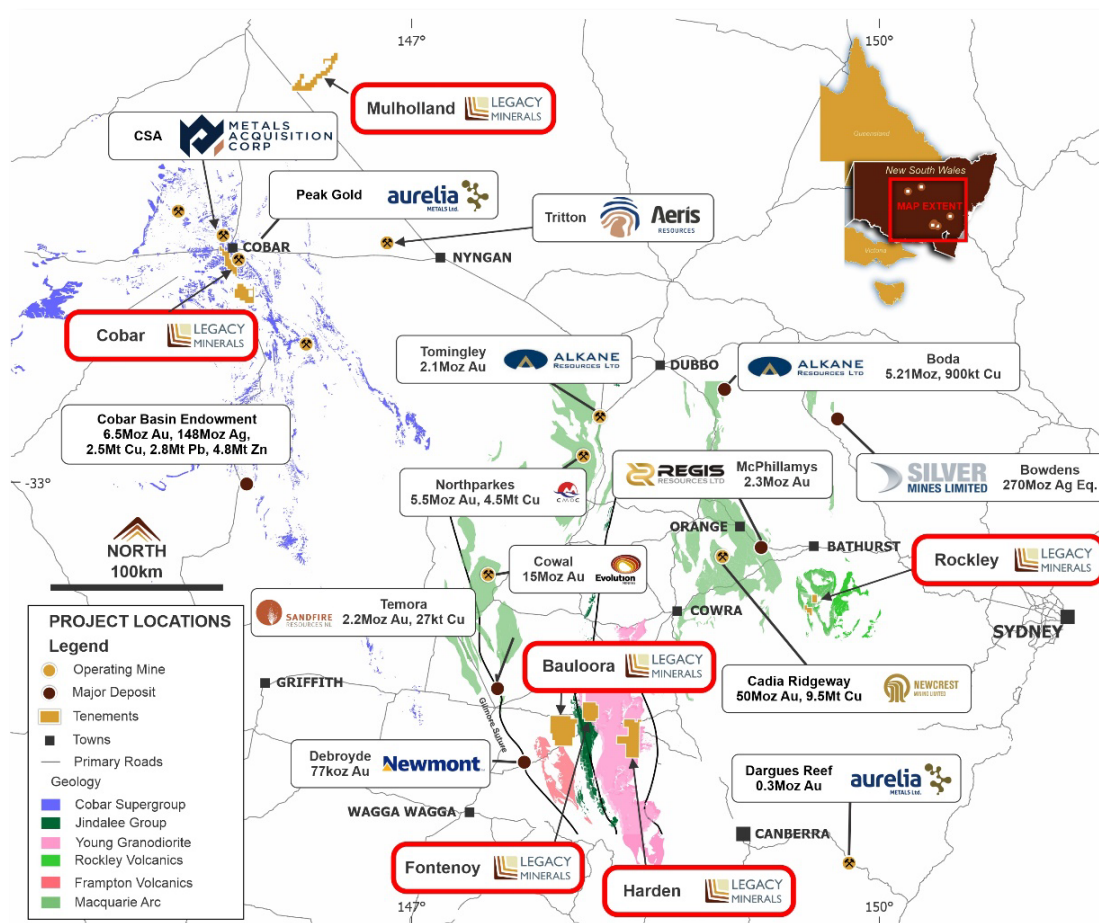 147°
150°
Mulholland LEGACY
MINERALS
CSA METALS
ACQUISITION
CORP
Queensland
New South Wales
MAP EXTENT
Victoria
Peak Gold aurelia
METALS Ltd.
Tritton Aeris
RESOURCES
COBAR
NYNGAN
Cobar LEGACY
MINERALS
Tomingley
2.1Moz Au
ALKANE
RESOURCES LTD
DUBBO
ALKANE
RESOURCES LTD
Boda
5.21Moz, 900kt Cu
Cobar Basin Endowment
6.5Moz Au, 148Moz Ag,
2.5Mt Cu, 2.8Mt Pb, 4.8Mt Zn
-33°
Northparkes
5.5Moz Au, 4.5Mt Cu
CMOC
REGIS
RESOURCES LTD
McPhillamys
2.3Moz Au
SILVER
MINES LIMITED
Bowdens
270Moz Ag Eq.
ORANGE
BATHURST
NORTH
100km
Cowal
15Moz Au
Evolution
MINING
Rockley LEGACY
MINERALS
SANDFIRE
RESOURCES NL
Temora
2.2Moz Au, 27kt Cu
COWRA
SYDNEY
Bauloora LEGACY
MINERALS
Cadia Ridgeway
50Moz Au, 9.5Mt Cu
NEWCREST
MINING LIMITED
GRIFFITH
Gilmore Suture
Debroyde
77koz Au
Newmont
Dargues Reef
0.3Moz Au
aurelia
METALS Ltd.
WAGGA WAGGA
CANBERRA
Fontenoy LEGACY
MINERALS
Harden LEGACY
MINERALS
PROJECT LOCATIONS
Legend
Operating Mine
Major Deposit
Tenements
Towns
Primary Roads
Geology
Cobar Supergroup
Jindalee Group
Young Granodiorite
Rockley Volcanics
Frampton Volcanics
Macquarie Arc
147°
150°